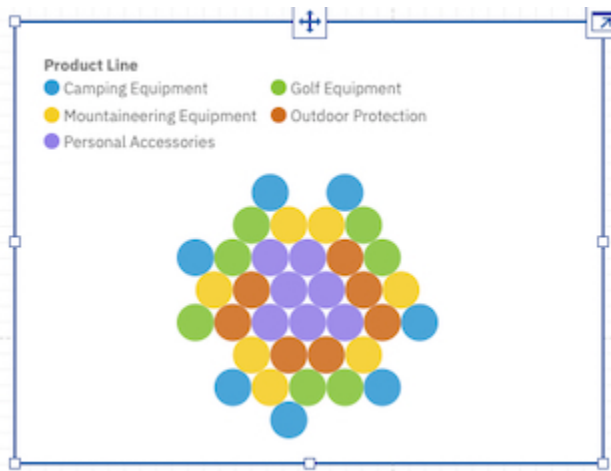 Product Line
Camping Equipment Golf Equipment
Mountaineering Equipment Outdoor Protection
Personal Accessories